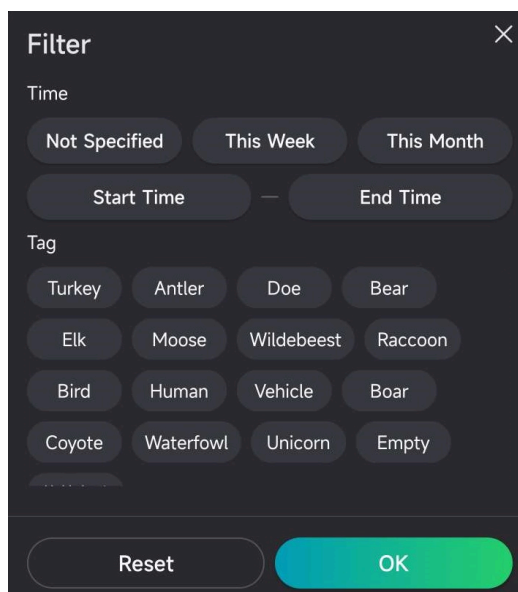 Filter
Time
Not Specified This Week This Month
Start Time — End Time
Tag
Turkey Antler Doe Bear
Elk Moose Wildebeest Raccoon
Bird Human Vehicle Boar
Coyote Waterfowl Unicorn Empty
Reset OK